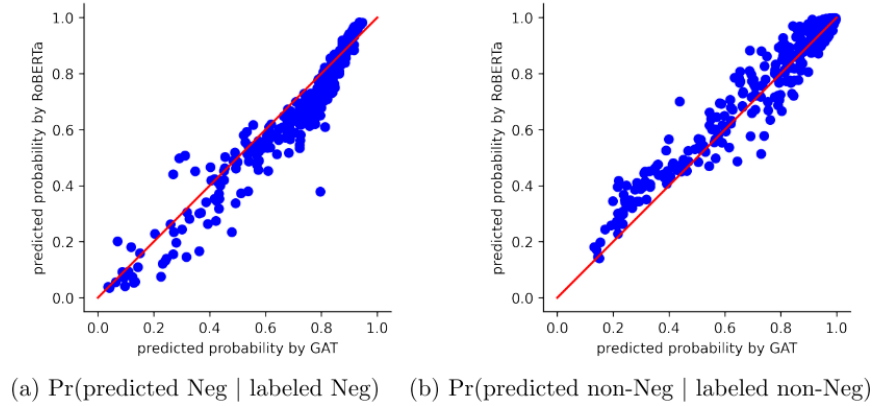 1.0
0.8
0.6
0.4
0.2
0.0
predicted probability by RoBERTa
0.0 0.2 0.4 0.6 0.8 1.0
predicted probability by GAT
(a) Pr(predicted Neg | labeled Neg)
1.0
0.8
0.6
0.4
0.2
0.0
predicted probability by RoBERTa
0.0 0.2 0.4 0.6 0.8 1.0
predicted probability by GAT
(b) Pr(predicted non-Neg | labeled non-Neg)